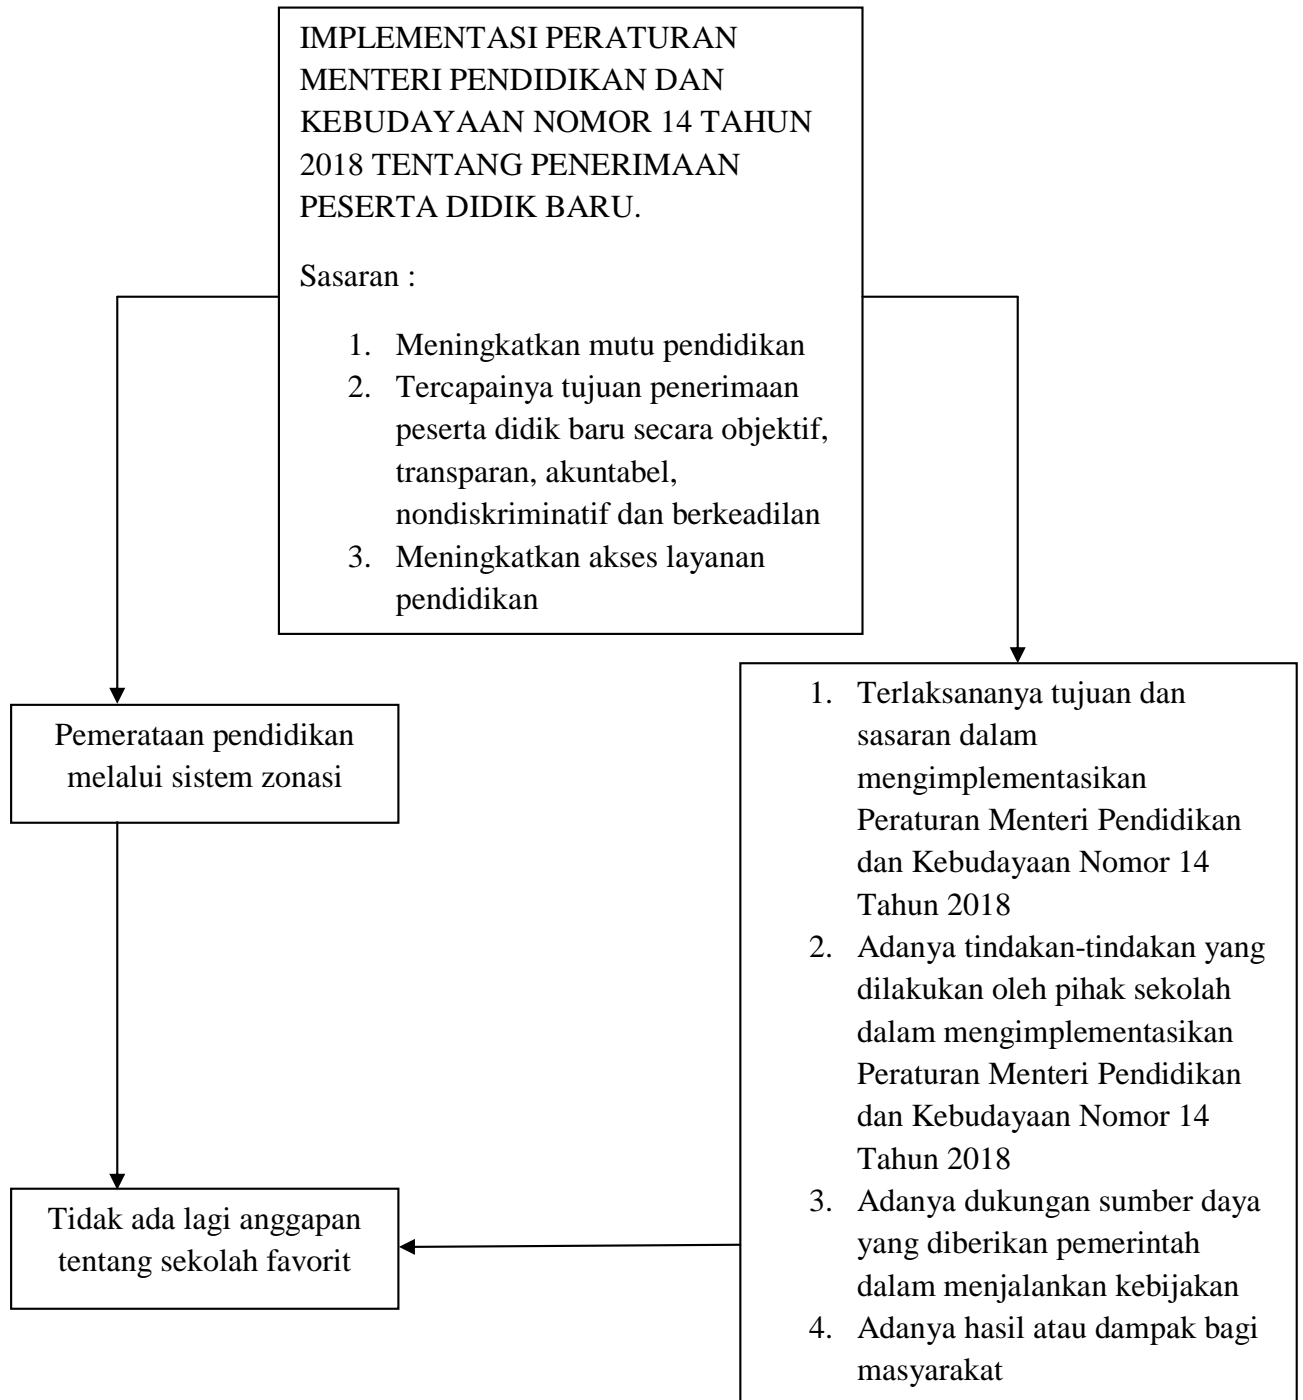 IMPLEMENTASI PERATURAN
MENTERI PENDIDIKAN DAN
KEBUDAYAAN NOMOR 14 TAHUN
2018 TENTANG PENERIMAAN
PESERTA DIDIK BARU.
Sasaran :
1. Meningkatkan mutu pendidikan
2. Tercapainya tujuan penerimaan
peserta didik baru secara objektif,
transparan, akuntabel,
nondiskriminatif dan berkeadilan
3. Meningkatkan akses layanan
pendidikan
Pemerataan pendidikan
melalui sistem zonasi
1. Terlaksananya tujuan dan
sasaran dalam
mengimplementasikan
Peraturan Menteri Pendidikan
dan Kebudayaan Nomor 14
Tahun 2018
2. Adanya tindakan-tindakan yang
dilakukan oleh pihak sekolah
dalam mengimplementasikan
Peraturan Menteri Pendidikan
dan Kebudayaan Nomor 14
Tahun 2018
3. Adanya dukungan sumber daya
yang diberikan pemerintah
dalam menjalankan kebijakan
4. Adanya hasil atau dampak bagi
masyarakat
Tidak ada lagi anggapan
tentang sekolah favorit